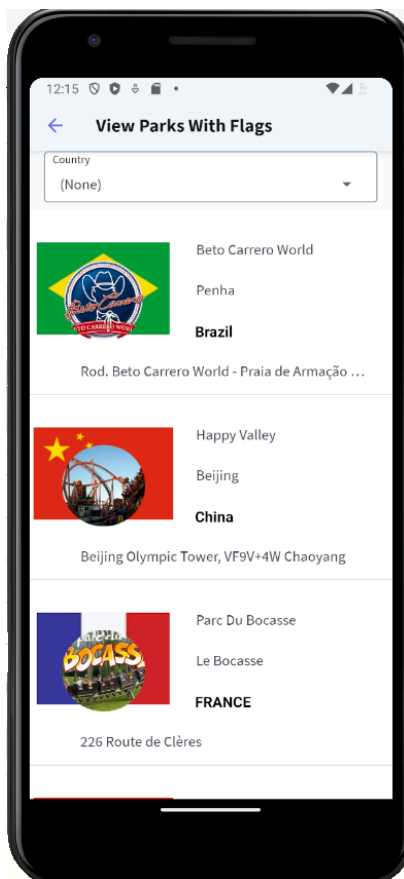 12:15
View Parks With Flags
Country
(None)
Beto Carrero World
Penha
Brazil
Rod. Beto Carrero World - Praia de Armação …
Happy Valley
Beijing
China
Beijing Olympic Tower, VF9V+4W Chaoyang
Parc Du Bocasse
Le Bocasse
FRANCE
226 Route de Clères